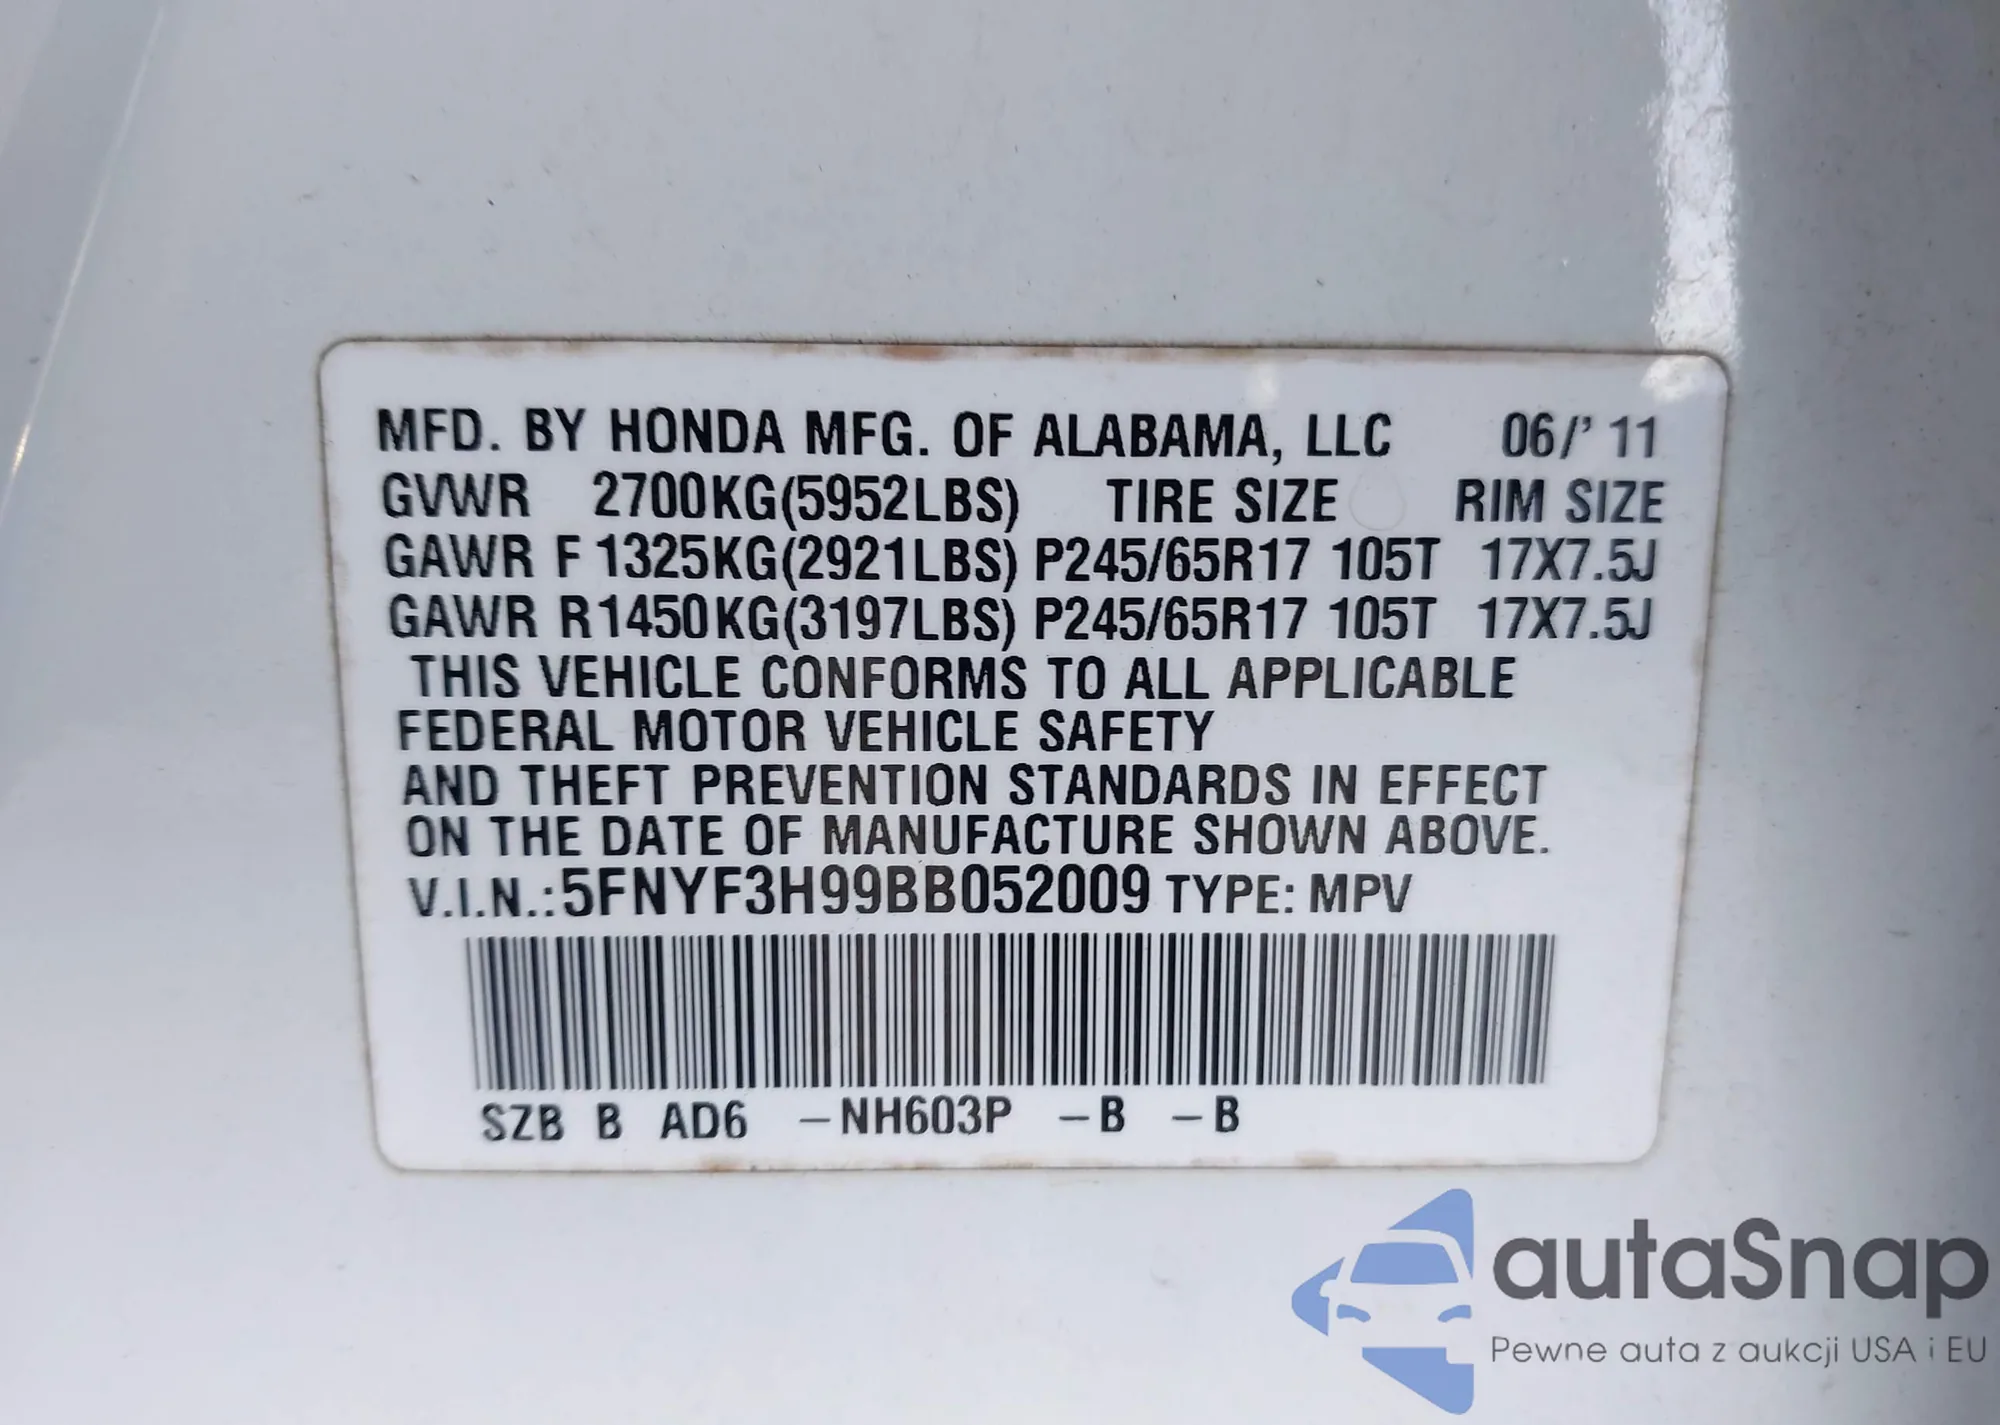 MFD. BY HONDA MFG. OF ALABAMA, LLC 06/' 11
GVWR 2700KG(5952LBS) TIRE SIZE RIM SIZE
GAWR F 1325KG(2921LBS) P245/65R17 105T 17X7.5J
GAWR R1450KG(3197LBS) P245/65R17 105T 17X7.5J
THIS VEHICLE CONFORMS TO ALL APPLICABLE
FEDERAL MOTOR VEHICLE SAFETY
AND THEFT PREVENTION STANDARDS IN EFFECT
ON THE DATE OF MANUFACTURE SHOWN ABOVE.
V.I.N.:5FNYF3H99BB052009 TYPE: MPV
SZB B AD6 –NH603P –B –B
autaSnap
Pewne auta z aukcji USA i EU